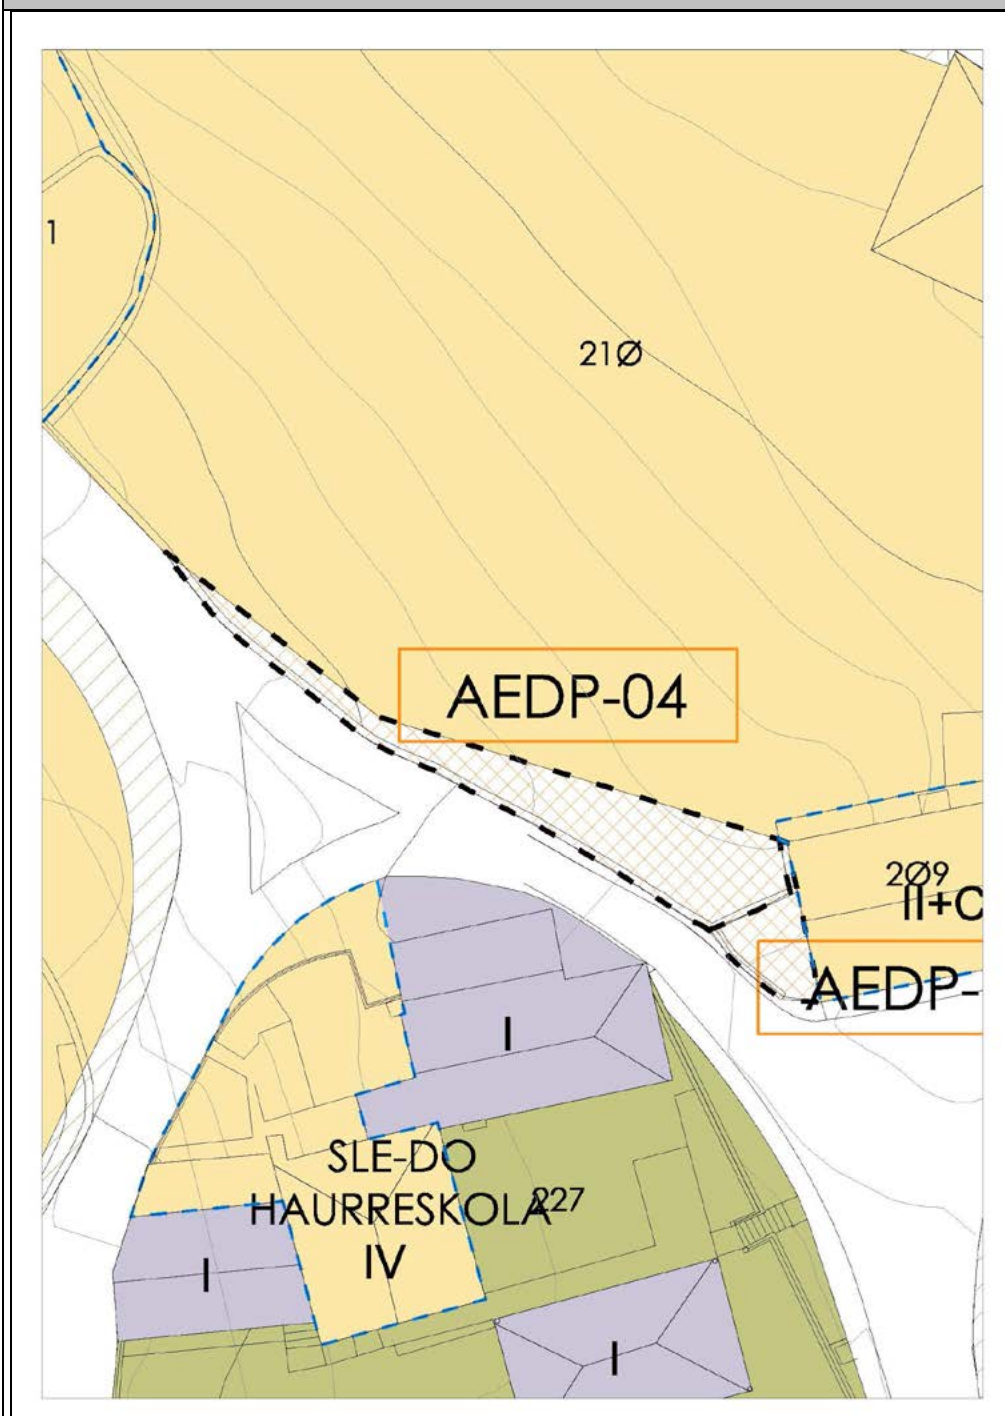 1
21Ø
AEDP-04
2Ø9
II+C
AEDP-
I
SLE-DO
HAURRESKOLA
227
IV
I
I